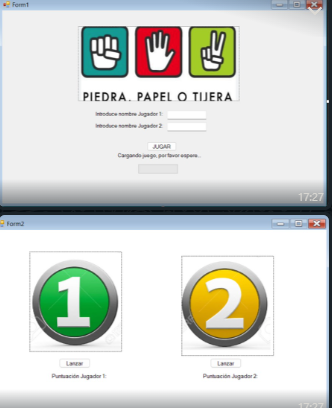 Form1
PIEDRA, PAPEL O TIJERA
Introduce nombre Jugador 1:
Introduce nombre Jugador 2:
JUGAR
Cargando juego, por favor espere...
17:27
Form2
1
2
Lanzar
Lanzar
Puntuación Jugador 1:
Puntuación Jugador 2:
17:27